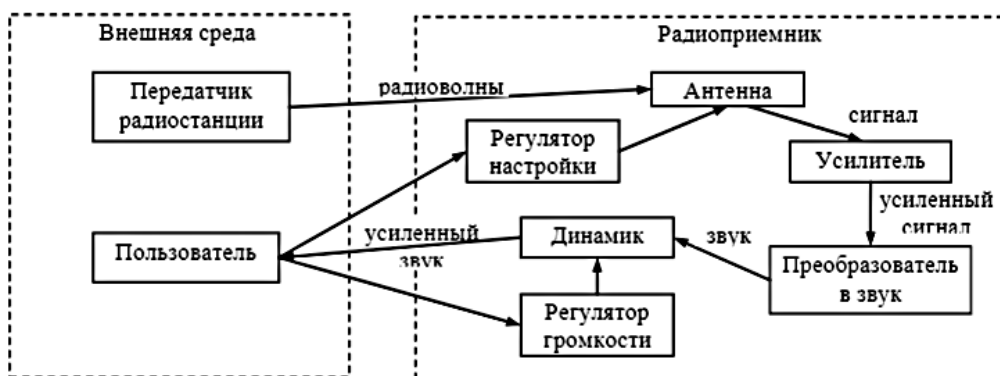 Внешняя среда
Радиоприемник
Передатчик
радиостанции
радиоволны
Антенна
сигнал
Регулятор
настройки
Усилитель
усиленный
сигнал
Пользователь
усиленный
звук
Динамик
звук
Преобразователь
в звук
Регулятор
громкости